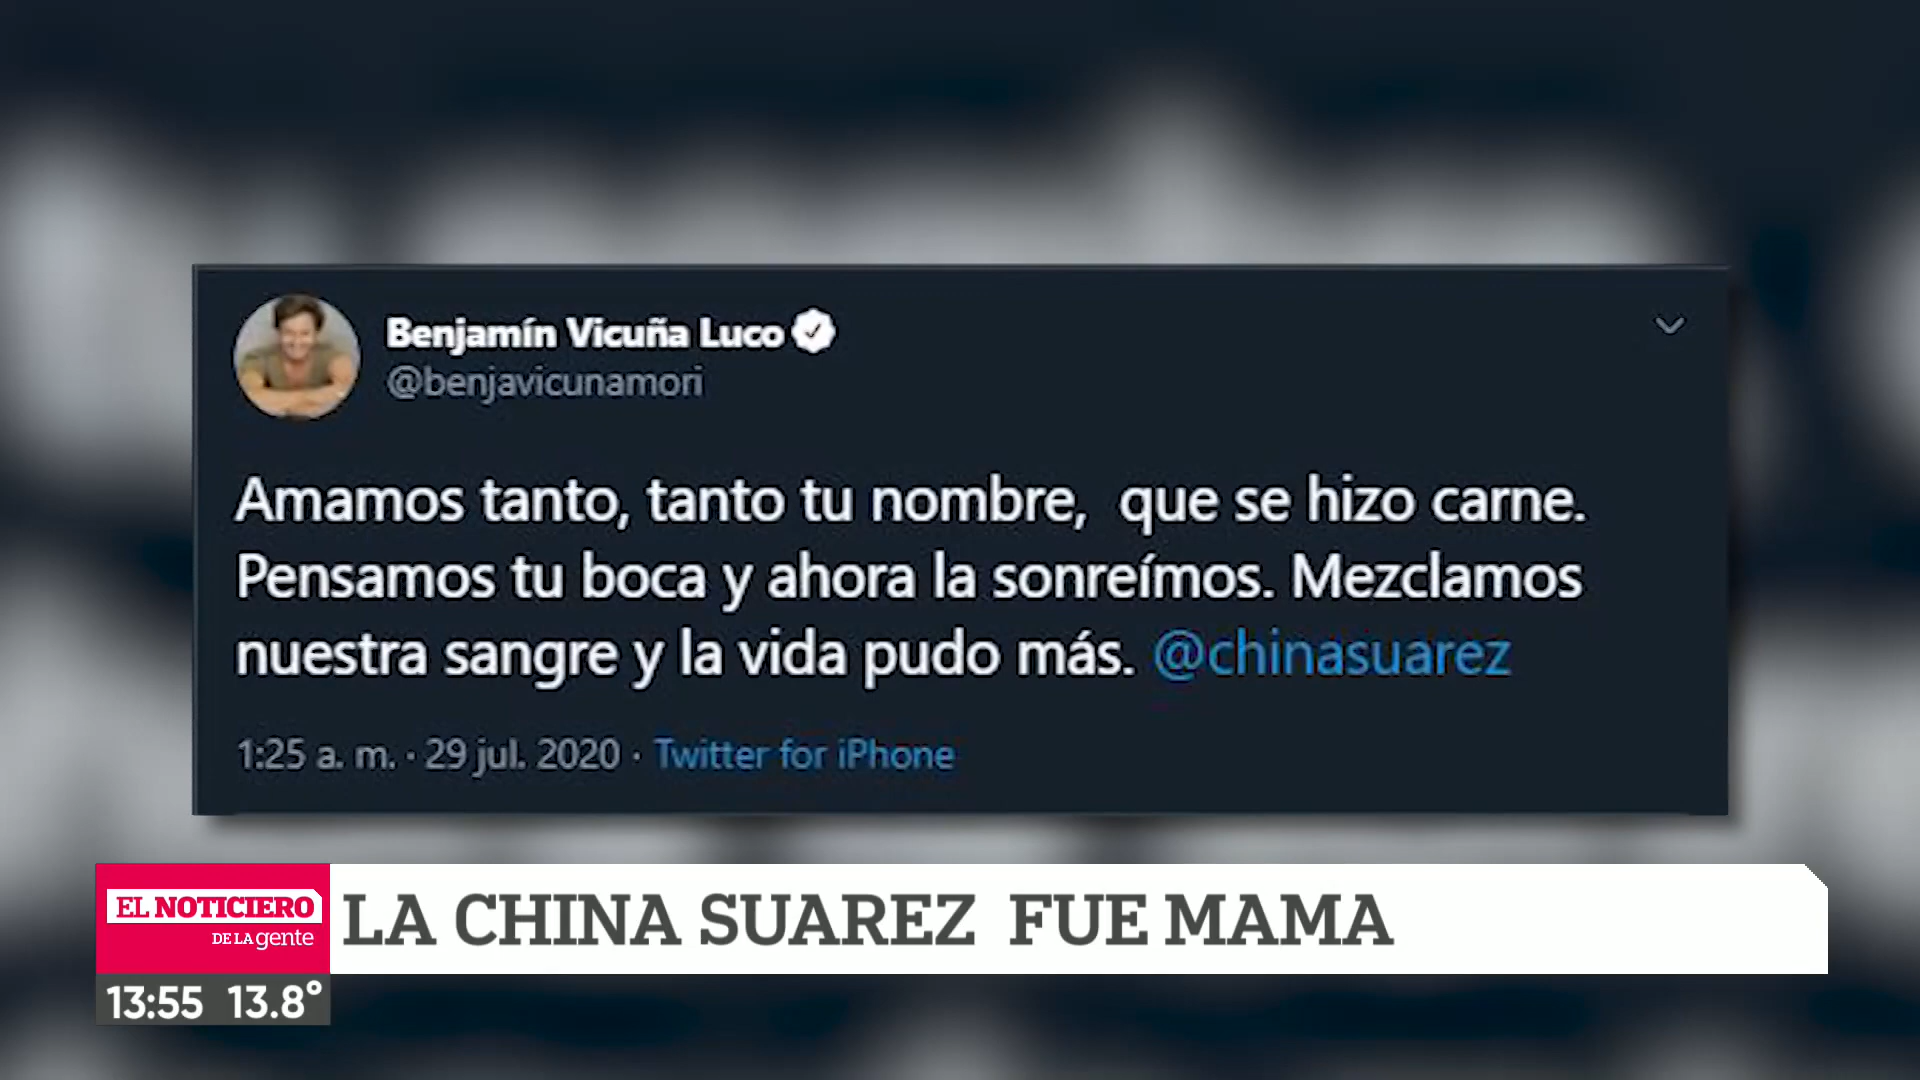 Benjamín Vicuña Luco
@benjavicunamori
Amamos tanto, tanto tu nombre,  que se hizo carne.
Pensamos tu boca y ahora la sonreímos. Mezclamos
nuestra sangre y la vida pudo más. @chinasuarez
1:25 a. m. · 29 jul. 2020 · Twitter for iPhone
EL NOTICIERO
DE LA gente
LA CHINA SUAREZ  FUE MAMA
13:55 13.8°